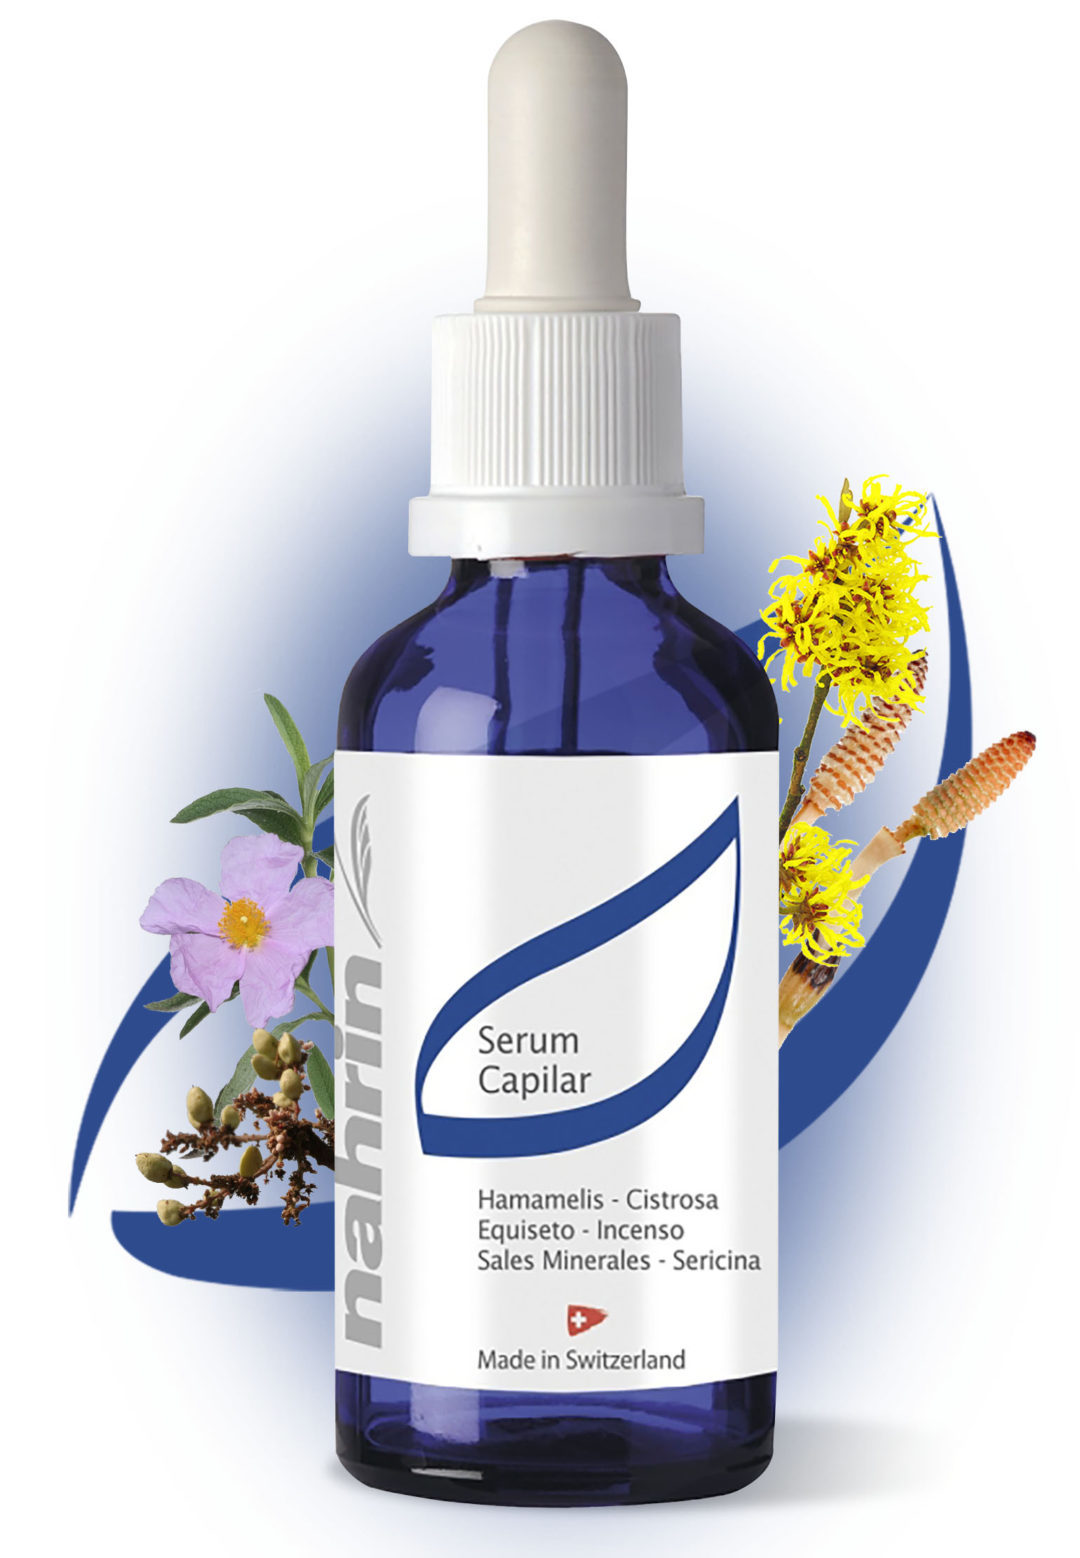 nahrin
Serum
Capilar
Hamamelis - Cistrosa
Equiseto - Incenso
Sales Minerales - Sericina
Made in Switzerland